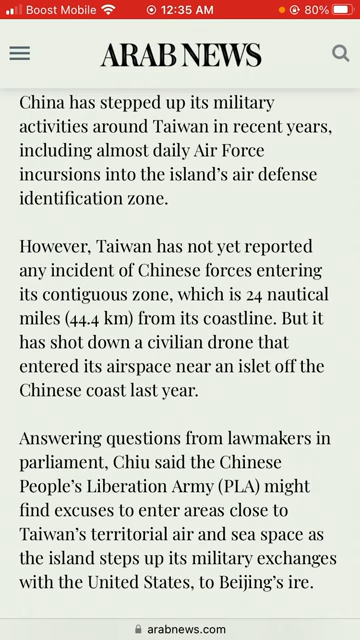 Boost Mobile 12:35 AM 80%
ARAB NEWS
China has stepped up its military
activities around Taiwan in recent years,
including almost daily Air Force
incursions into the island’s air defense
identification zone.
However, Taiwan has not yet reported
any incident of Chinese forces entering
its contiguous zone, which is 24 nautical
miles (44.4 km) from its coastline. But it
has shot down a civilian drone that
entered its airspace near an islet off the
Chinese coast last year.
Answering questions from lawmakers in
parliament, Chiu said the Chinese
People’s Liberation Army (PLA) might
find excuses to enter areas close to
Taiwan’s territorial air and sea space as
the island steps up its military exchanges
with the United States, to Beijing’s ire.
arabnews.com